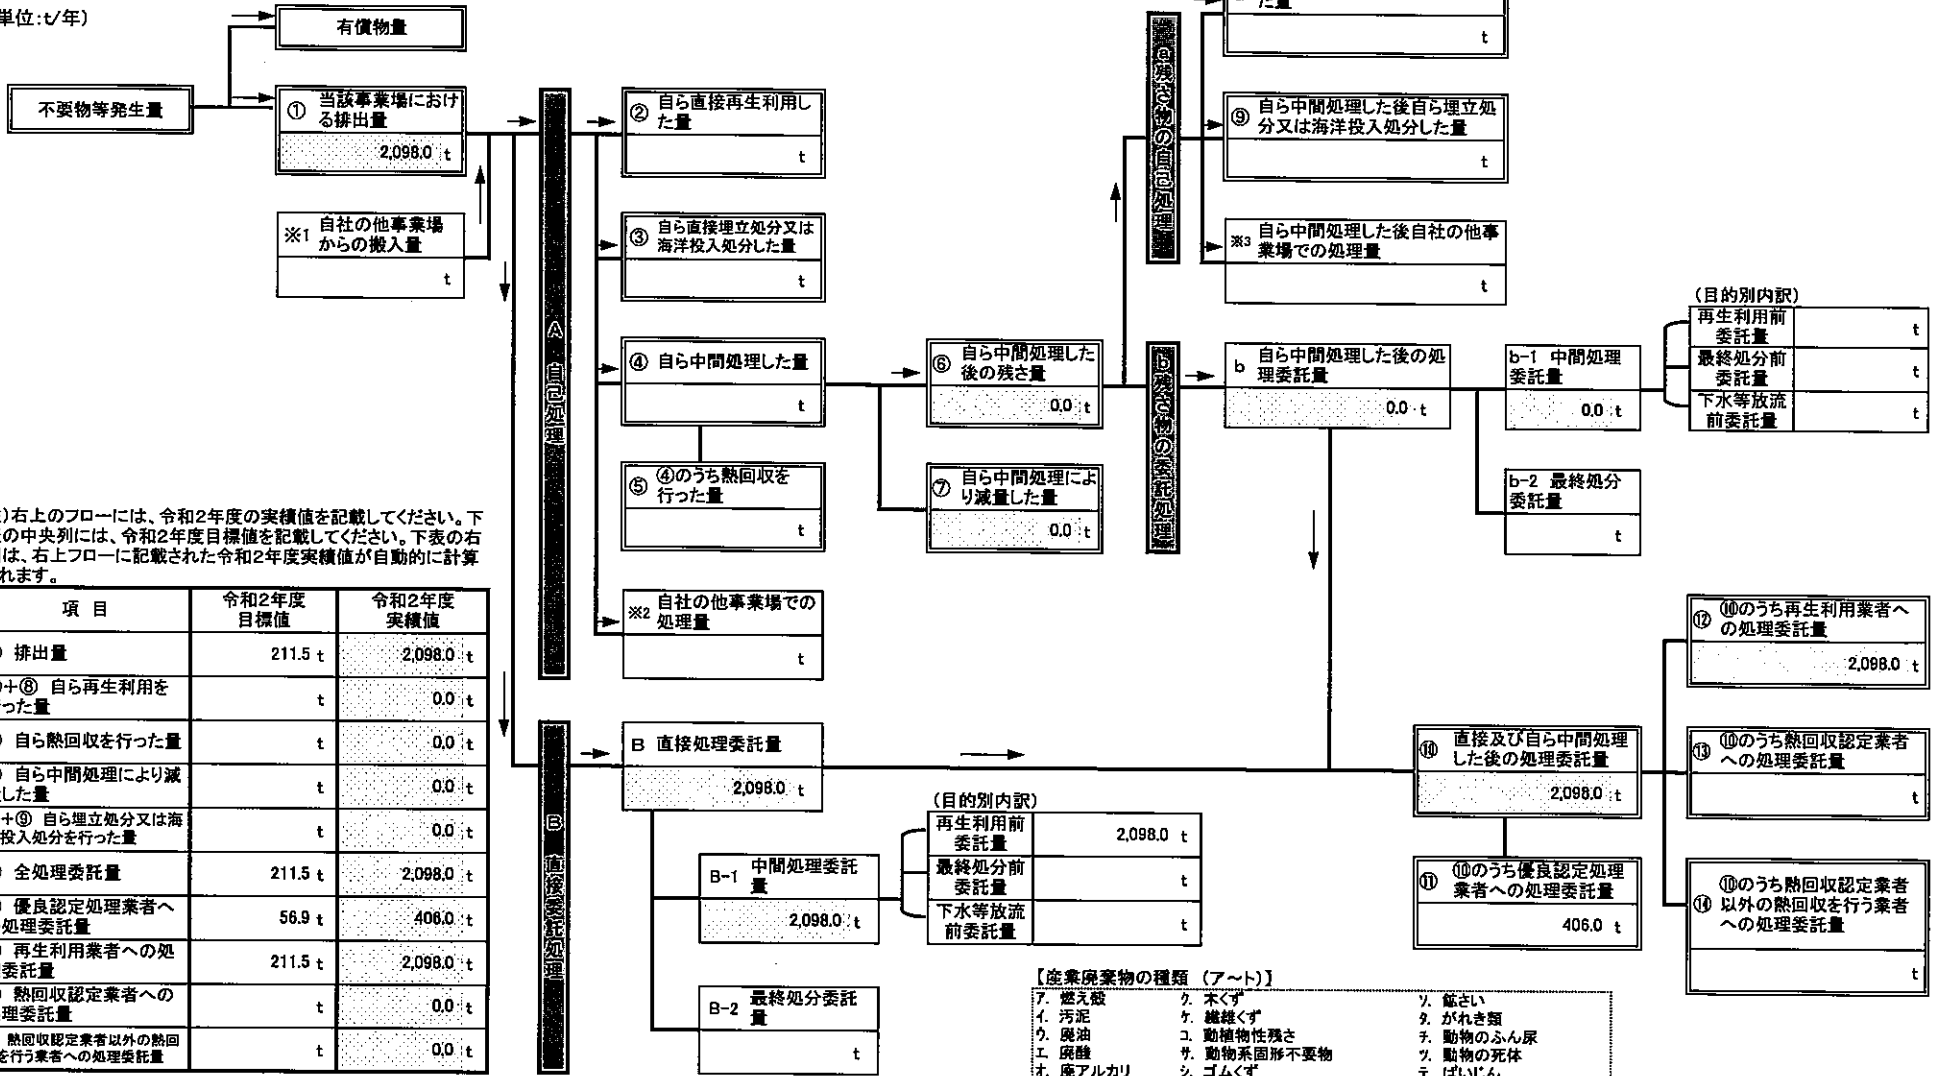 単位:t/年)
有償物量
不要物等発生量
① 当該事業場におけ
る排出量
2,098.0 t
※1 自社の他事業場
からの搬入量
t
A 自己処理
② 自ら直接再生利用し
た量
t
③ 自ら直接埋立処分又は
海洋投入処分した量
t
④ 自ら中間処理した量
t
⑤ ④のうち熱回収を
行った量
t
※2 自社の他事業場での
処理量
t
⑥ 自ら中間処理した
後の残さ量
0.0 t
⑦ 自ら中間処理によ
り減量した量
0.0 t
ⓐ残さ物の自己処理
た量
t
⑨ 自ら中間処理した後自ら埋立処
分又は海洋投入処分した量
t
※3 自ら中間処理した後自社の他事
業場での処理量
t
b残さ物の委託処理
b 自ら中間処理した後の処
理委託量
0.0 t
b-1 中間処理
委託量
0.0 t
b-2 最終処分
委託量
t
(目的別内訳)
再生利用前
委託量 t
最終処分前
委託量 t
下水等放流
前委託量 t
)右上のフローには、令和2年度の実績値を記載してください。下
の中央列には、令和2年度目標値を記載してください。下表の右
は、右上フローに記載された令和2年度実績値が自動的に計算
れます。
項 目 令和2年度 目標値 令和2年度 実績値
排出量 211.5 t 2,098.0 t
+⑧ 自ら再生利用を
った量 t 0.0 t
自ら熱回収を行った量 t 0.0 t
自ら中間処理により減
した量 t 0.0 t
+⑨ 自ら埋立処分又は海
投入処分を行った量 t 0.0 t
全処理委託量 211.5 t 2,098.0 t
優良認定処理業者へ
処理委託量 56.9 t 406.0 t
再生利用業者への処
委託量 211.5 t 2,098.0 t
熱回収認定業者への
理委託量 t 0.0 t
熱回収認定業者以外の熱回
を行う業者への処理委託量 t 0.0 t
B 直接委託処理
B 直接処理委託量
2,098.0 t
B-1 中間処理委託
量
2,098.0 t
B-2 最終処分委託
量
t
(目的別内訳)
再生利用前
委託量 2,098.0 t
最終処分前
委託量 t
下水等放流
前委託量 t
⑩ 直接及び自ら中間処理
した後の処理委託量
2,098.0 t
⑪ ⑩のうち優良認定処理
業者への処理委託量
406.0 t
⑫ ⑩のうち再生利用業者へ
の処理委託量
2,098.0 t
⑬ ⑩のうち熱回収認定業者
への処理委託量
t
⑭ ⑩のうち熱回収認定業者
以外の熱回収を行う業者
への処理委託量
t
【産業廃棄物の種類 (ア~ト)】
ア. 燃え殻 ク. 木くず ソ. 鉱さい
イ. 汚泥 ケ. 繊維くず タ. がれき類
ウ. 廃油 コ. 動植物性残さ チ. 動物のふん尿
エ. 廃酸 サ. 動物系固形不要物 ツ. 動物の死体
オ. 廃アルカリ シ. ゴムくず テ. ばいじん